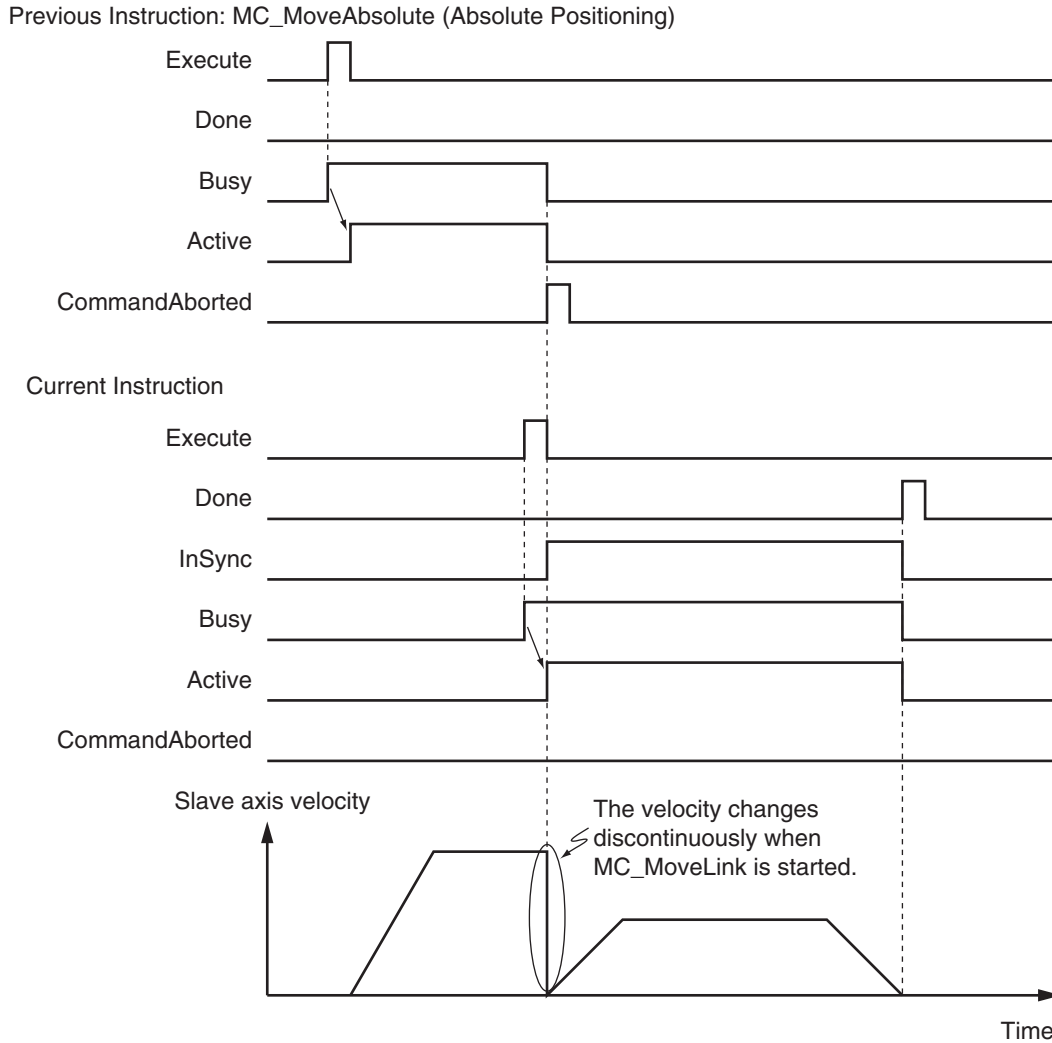 Previous Instruction: MC_MoveAbsolute (Absolute Positioning)
Execute
Done
Busy
Active
CommandAborted
Current Instruction
Execute
Done
InSync
Busy
Active
CommandAborted
Slave axis velocity
The velocity changes
discontinuously when
MC_MoveLink is started.
Time